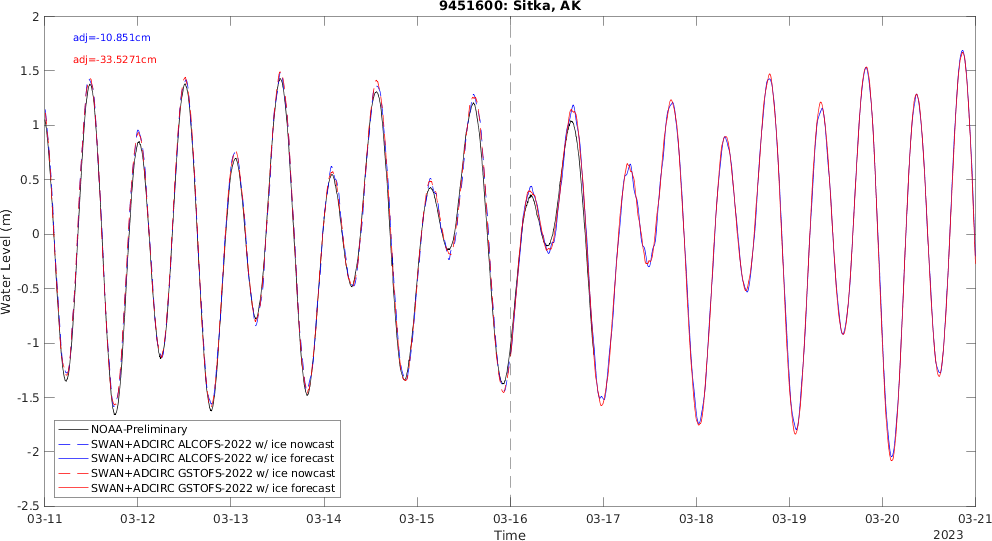 9451600: Sitka, AK
adj=-10.851cm
adj=-33.5271cm
2
1.5
1
0.5
0
-0.5
-1
-1.5
-2
-2.5
Water Level (m)
NOAA-Preliminary
SWAN+ADCIRC ALCOFS-2022 w/ ice nowcast
SWAN+ADCIRC ALCOFS-2022 w/ ice forecast
SWAN+ADCIRC GSTOFS-2022 w/ ice nowcast
SWAN+ADCIRC GSTOFS-2022 w/ ice forecast
03-11 03-12 03-13 03-14 03-15 03-16 03-17 03-18 03-19 03-20 03-21
Time
2023